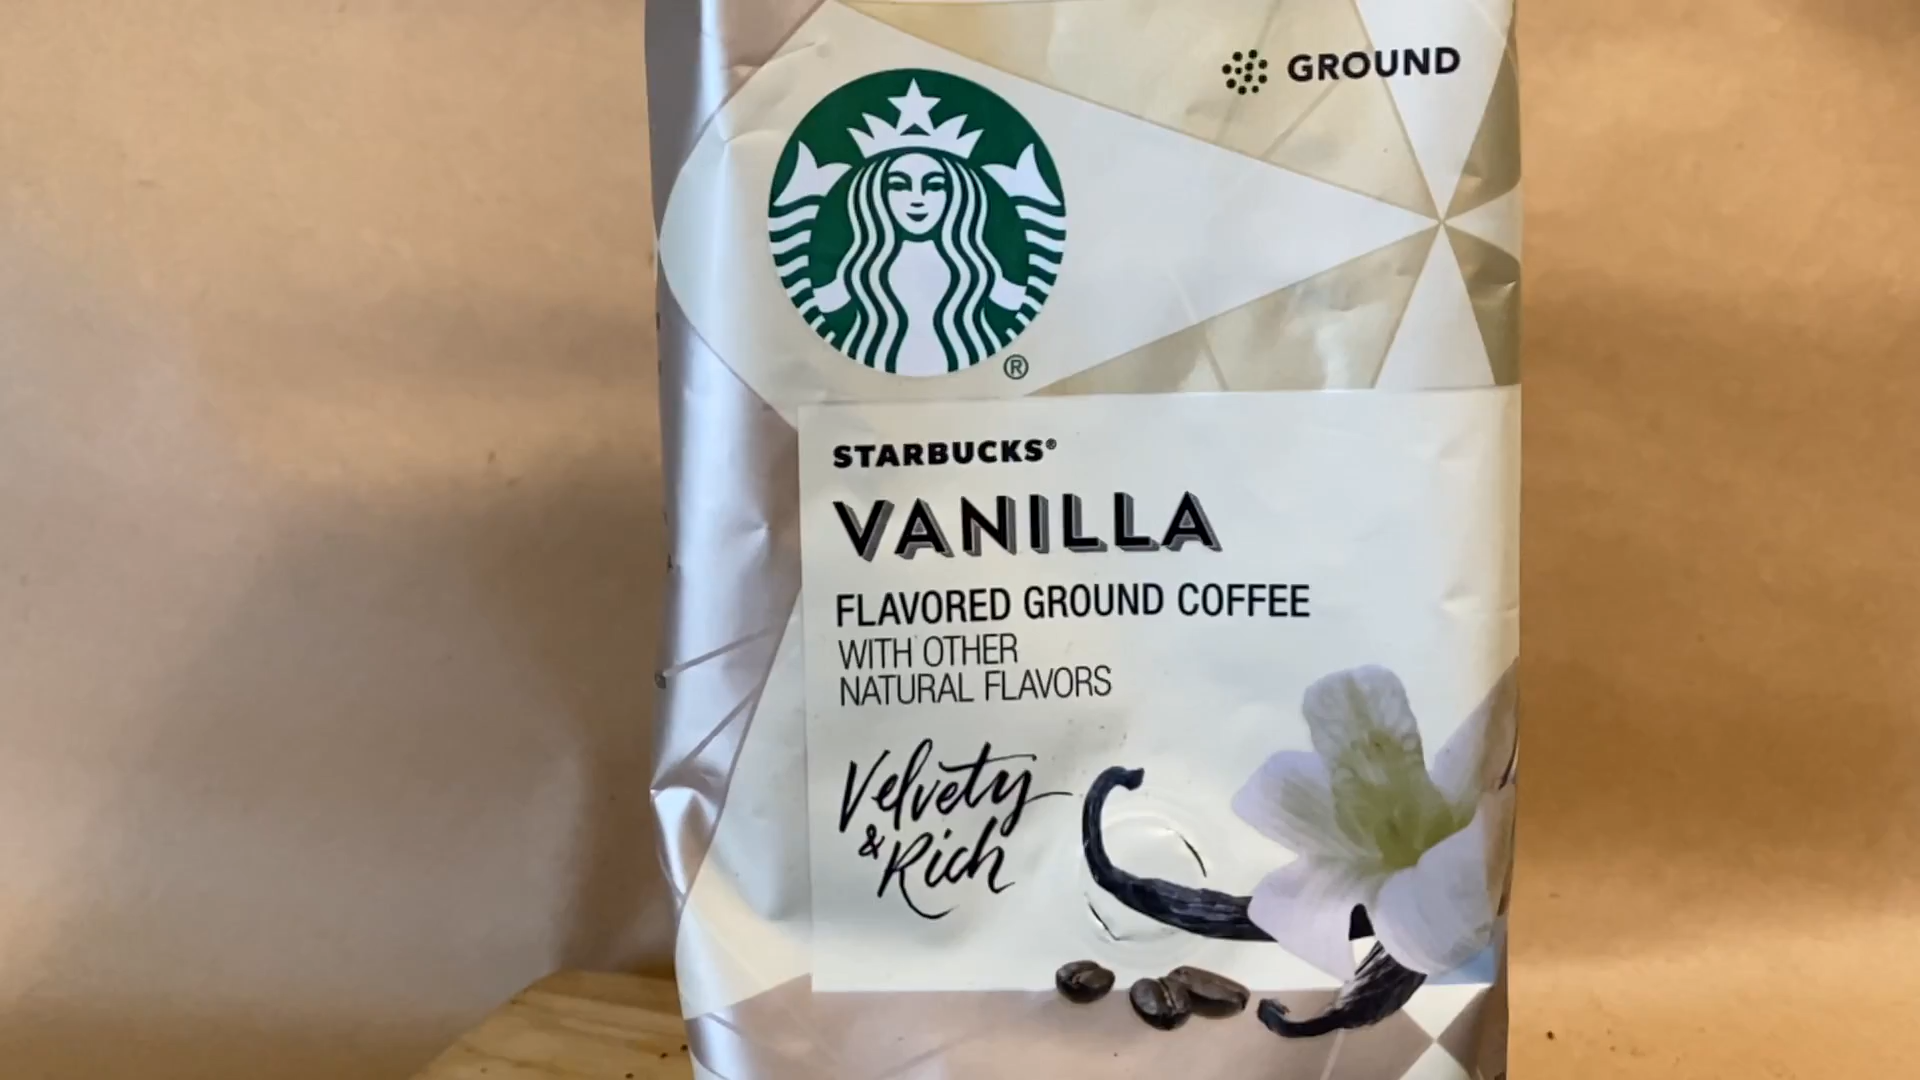 GROUND
®
STARBUCKS®
VANILLA
FLAVORED GROUND COFFEE
WITH OTHER
NATURAL FLAVORS
Velvety
& Rich